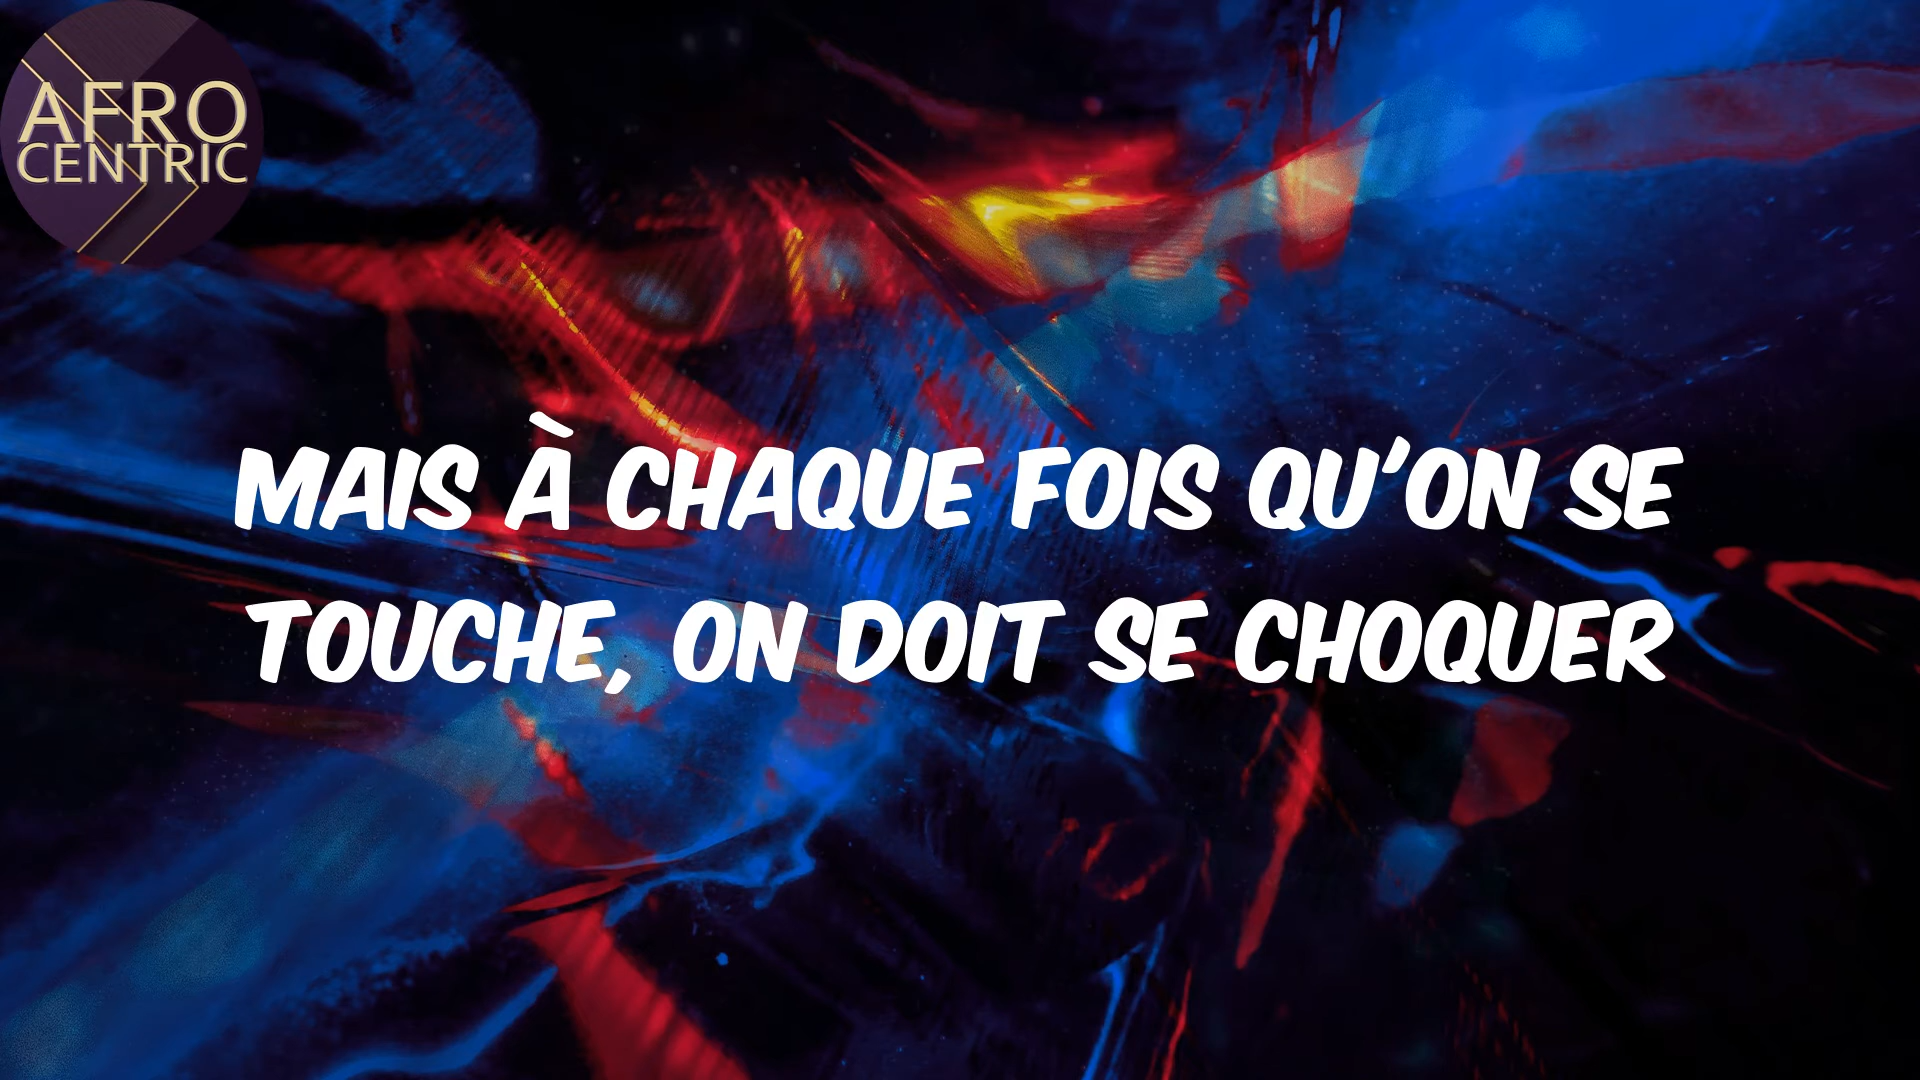 AFRO
CENTRIC
MAIS À CHAQUE FOIS QU'ON SE
TOUCHE, ON DOIT SE CHOQUER